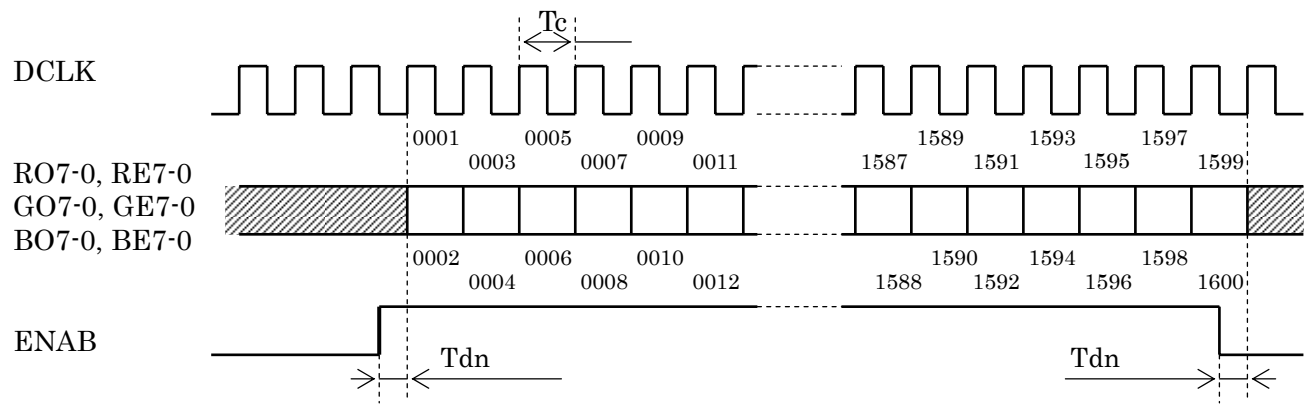 Tc
DCLK
0001 0005 0009 1589 1593 1597
0003 0007 0011 1587 1591 1595 1599
RO7-0, RE7-0
GO7-0, GE7-0
BO7-0, BE7-0
0002 0006 0010 1590 1594 1598
0004 0008 0012 1588 1592 1596 1600
ENAB
Tdn Tdn